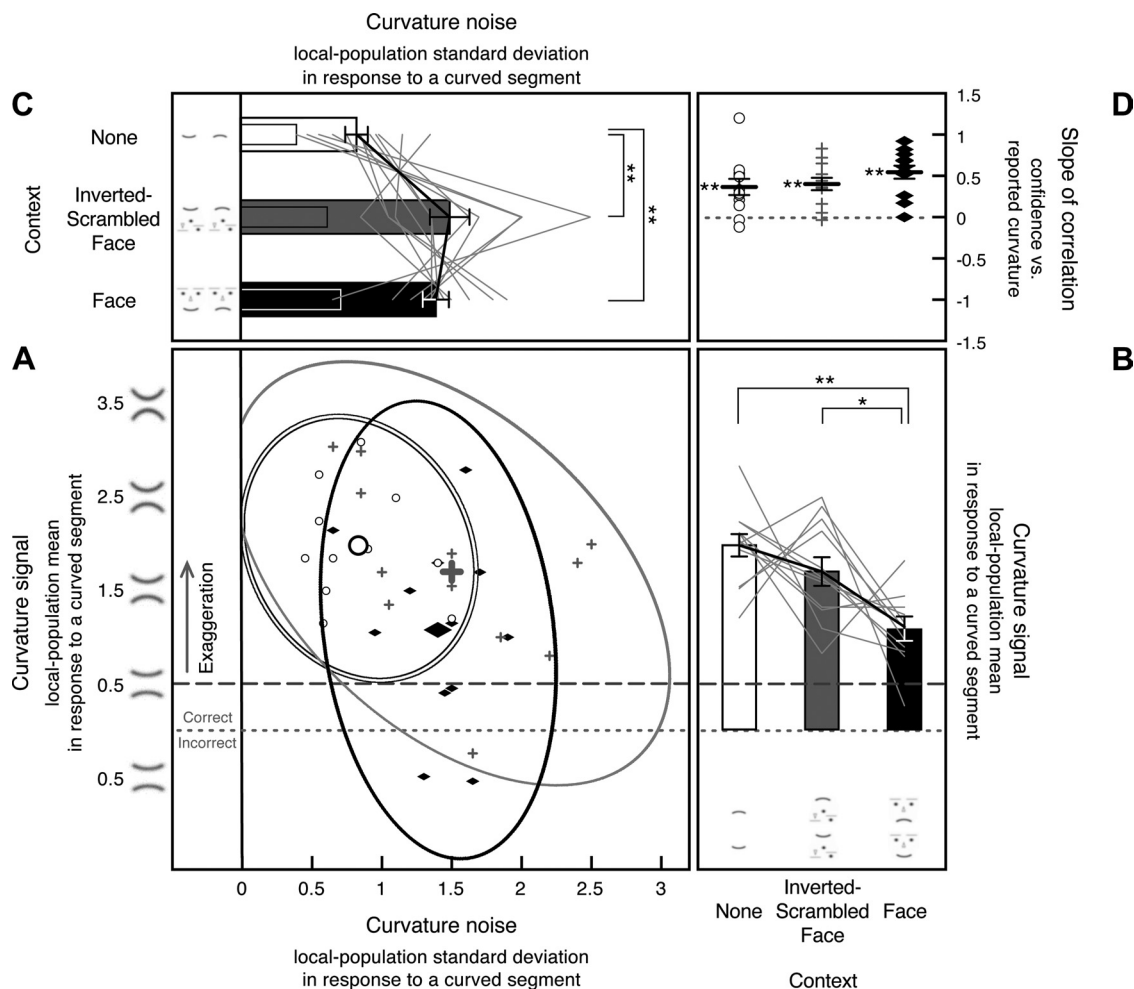 Curvature noise
local-population standard deviation
in response to a curved segment
C
D
Context
None
Inverted-
Scrambled
Face
Face
**
**
**
**
**
1.5
1
0.5
0
-0.5
-1
-1.5
Slope of correlation
confidence vs.
reported curvature
A
B
Curvature signal
local-population mean
in response to a curved segment
3.5
2.5
1.5
0.5
0.5
Exaggeration
Correct
Incorrect
0
0.5
1
1.5
2
2.5
3
Curvature noise
local-population standard deviation
in response to a curved segment
**
*
Curvature signal
local-population mean
in response to a curved segment
None
Inverted-
Scrambled
Face
Face
Context